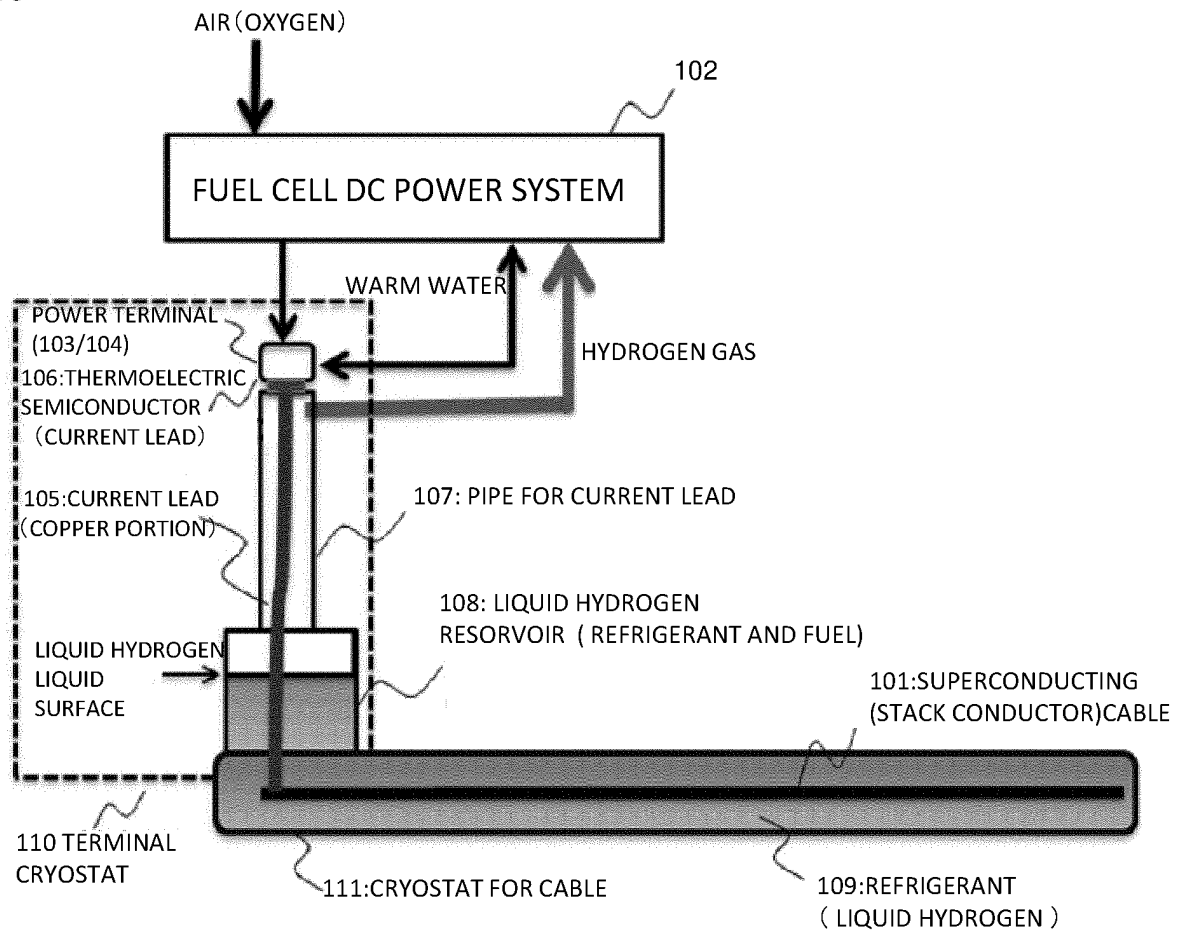 AIR(OXYGEN)
102
FUEL CELL DC POWER SYSTEM
WARM WATER
POWER TERMINAL
(103/104)
HYDROGEN GAS
106:THERMOELECTRIC
SEMICONDUCTOR
(CURRENT LEAD)
105:CURRENT LEAD
(COPPER PORTION)
107: PIPE FOR CURRENT LEAD
108: LIQUID HYDROGEN
RESORVOIR ( REFRIGERANT AND FUEL)
LIQUID HYDROGEN
LIQUID
SURFACE
101:SUPERCONDUCTING
(STACK CONDUCTOR)CABLE
110 TERMINAL
CRYOSTAT
111:CRYOSTAT FOR CABLE
109:REFRIGERANT
( LIQUID HYDROGEN )